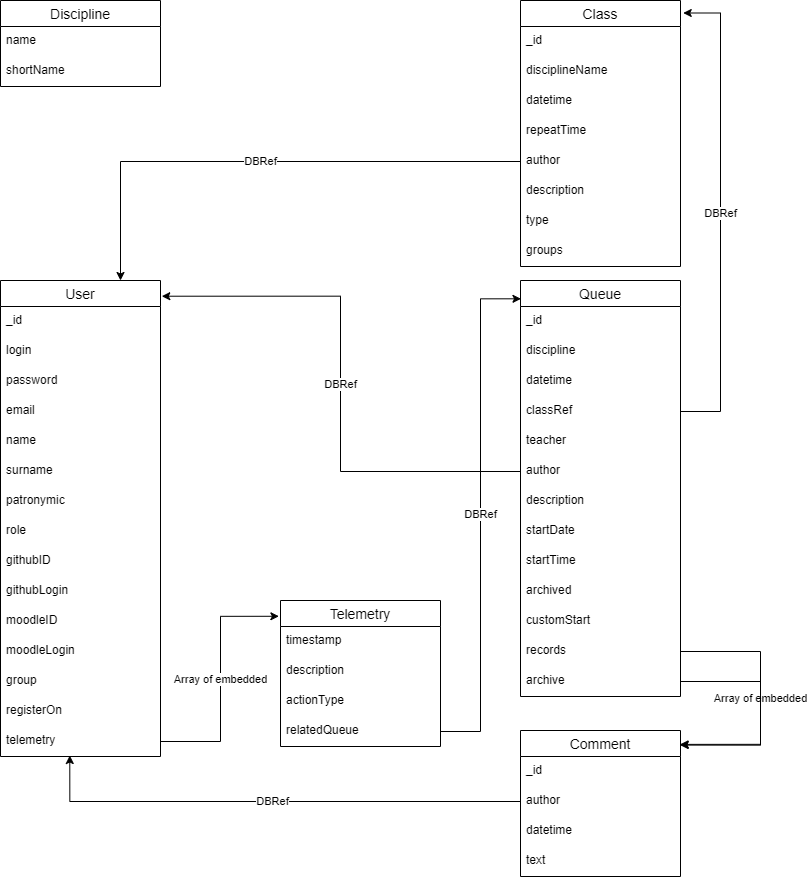 Discipline
name
shortName
Class
_id
disciplineName
datetime
repeatTime
author
description
type
groups
DBRef
DBRef
User
_id
login
password
email
name
surname
patronymic
role
githubID
githubLogin
moodleID
moodleLogin
group
registerOn
telemetry
DBRef
Queue
_id
discipline
datetime
classRef
teacher
author
description
startDate
startTime
archived
customStart
records
archive
DBRef
Telemetry
timestamp
description
actionType
relatedQueue
Array of embedded
Array of embedded
Comment
_id
author
datetime
text
DBRef